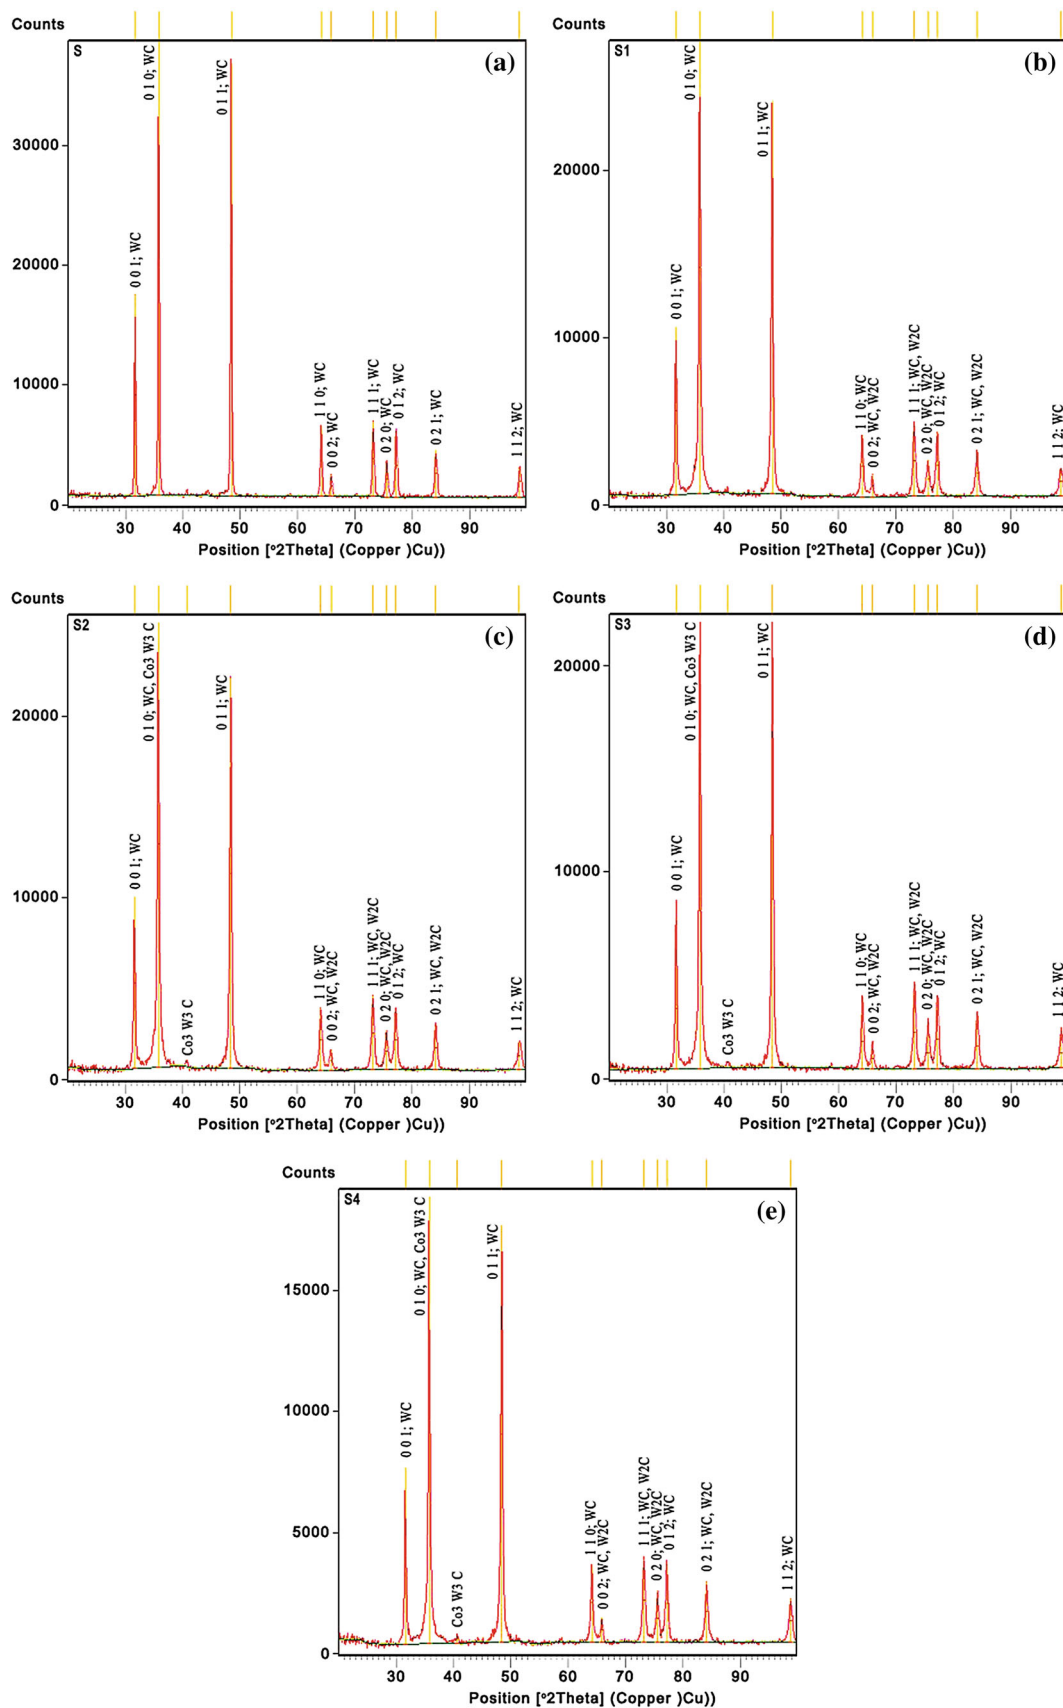 Counts
S
(a)
0 1 0; WC
0 1 1; WC
0 0 1; WC
1 1 0; WC
0 0 2; WC
1 1 1; WC
0 2 0; WC
0 1 2; WC
0 2 1; WC
1 1 2; WC
30000
20000
10000
0
30 40 50 60 70 80 90
Position [°2Theta] (Copper )Cu))
Counts
S1
(b)
0 1 0; WC
0 1 1; WC
0 0 1; WC
1 1 0; WC
0 0 2; WC, W2C
1 1 1; WC, W2C
0 2 0; WC, W2C
0 1 2; WC
0 2 1; WC, W2C
1 1 2; WC
20000
10000
0
30 40 50 60 70 80 90
Position [°2Theta] (Copper )Cu))
Counts
S2
(c)
0 1 0; WC, Co3 W3 C
0 1 1; WC
0 0 1; WC
Co3 W3 C
1 1 0; WC
0 0 2; WC, W2C
1 1 1; WC, W2C
0 2 0; WC, W2C
0 1 2; WC
0 2 1; WC, W2C
1 1 2; WC
20000
10000
0
30 40 50 60 70 80 90
Position [°2Theta] (Copper )Cu))
Counts
S3
(d)
0 1 0; WC, Co3 W3 C
0 1 1; WC
0 0 1; WC
Co3 W3 C
1 1 0; WC
0 0 2; WC, W2C
1 1 1; WC, W2C
0 2 0; WC, W2C
0 1 2; WC
0 2 1; WC, W2C
1 1 2; WC
20000
10000
0
30 40 50 60 70 80 90
Position [°2Theta] (Copper )Cu))
Counts
S4
(e)
0 1 0; WC, Co3 W3 C
0 1 1; WC
0 0 1; WC
Co3 W3 C
1 1 0; WC
0 0 2; WC, W2C
1 1 1; WC, W2C
0 2 0; WC, W2C
0 1 2; WC
0 2 1; WC, W2C
1 1 2; WC
15000
10000
5000
0
30 40 50 60 70 80 90
Position [°2Theta] (Copper )Cu))